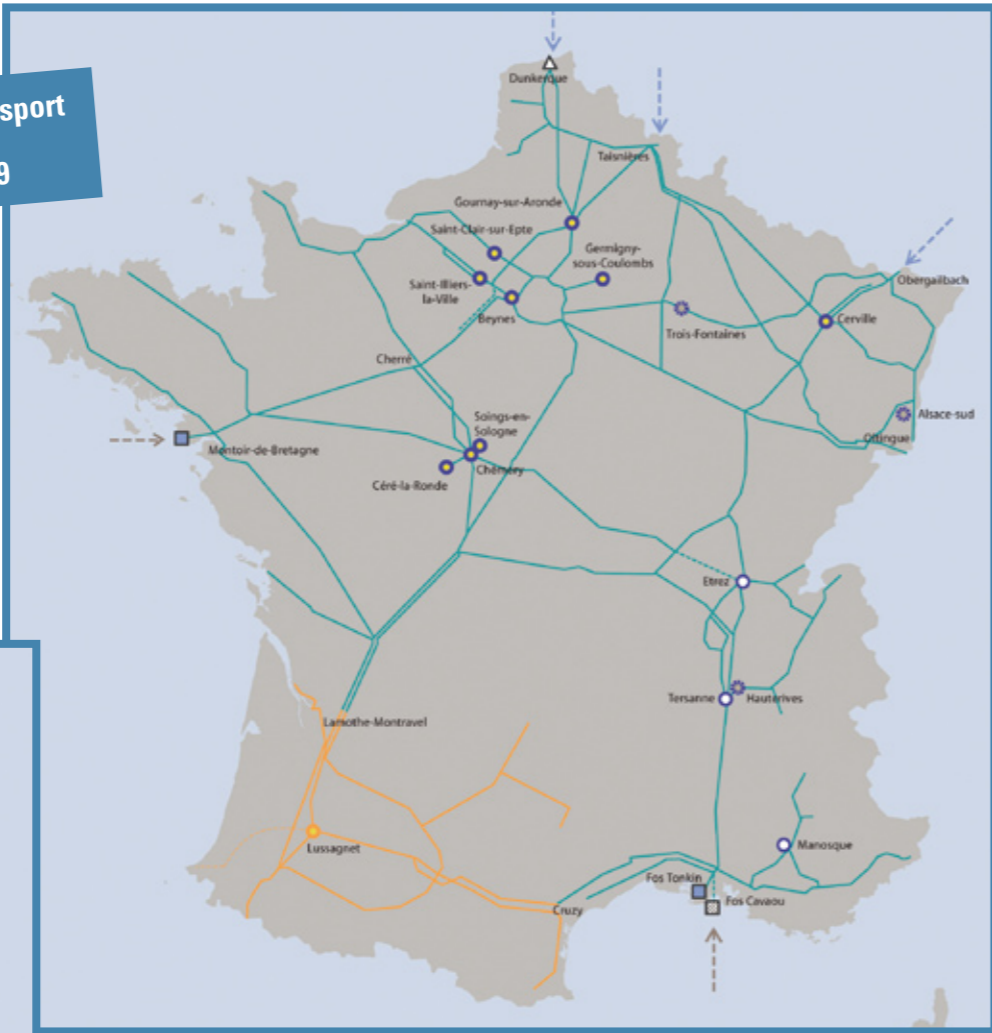 sport
9
Dunkerque
Taisnières
Gournay-sur-Aronde
Saint-Clair-sur-Epte
Germigny-
sous-Coulombs
Saint-Illiers-
la-Ville
Beynes
Obergailbach
Cerville
Trois-Fontaines
Cherré
Alsace-sud
Oltingue
Soings-en-
Sologne
Montoir-de-Bretagne
Chémery
Céré-la-Ronde
Etrez
Tersanne
Hauterives
Lamothe-Montravel
Lussagnet
Manosque
Fos Tonkin
Fos Cavaou
Cruzy